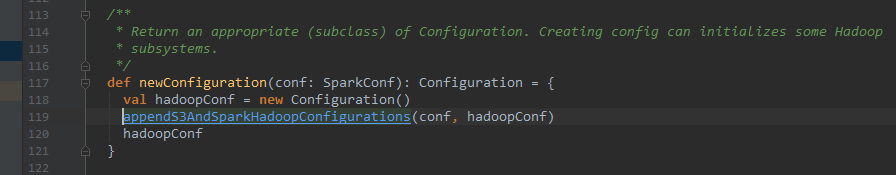 113 /**
114 * Return an appropriate (subclass) of Configuration. Creating config can initializes some Hadoop
115 * subsystems.
116 */
117 def newConfiguration(conf: SparkConf): Configuration = {
118 val hadoopConf = new Configuration()
119 appendS3AndSparkHadoopConfigurations(conf, hadoopConf)
120 hadoopConf
121 }
122